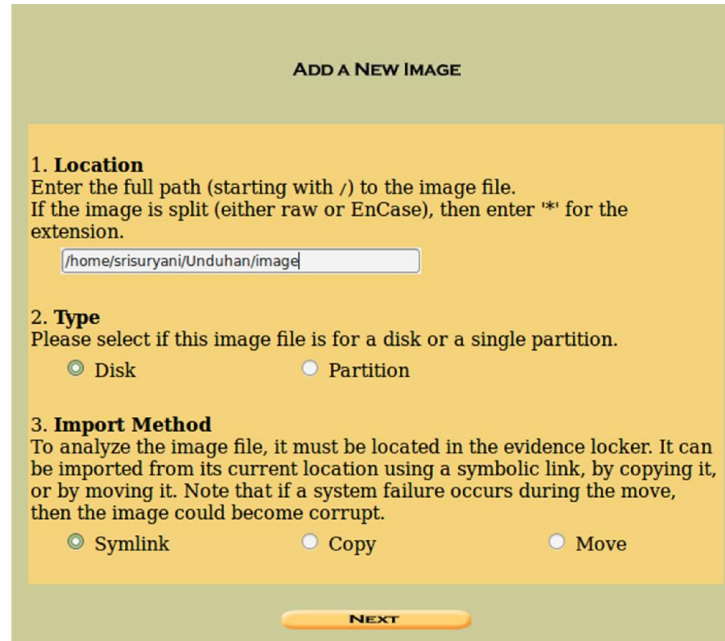 ADD A NEW IMAGE
1. Location
Enter the full path (starting with /) to the image file.
If the image is split (either raw or EnCase), then enter '*' for the
extension.
/home/srisuryani/Unduhan/image
2. Type
Please select if this image file is for a disk or a single partition.
Disk Partition
3. Import Method
To analyze the image file, it must be located in the evidence locker. It can
be imported from its current location using a symbolic link, by copying it,
or by moving it. Note that if a system failure occurs during the move,
then the image could become corrupt.
Symlink Copy Move
NEXT